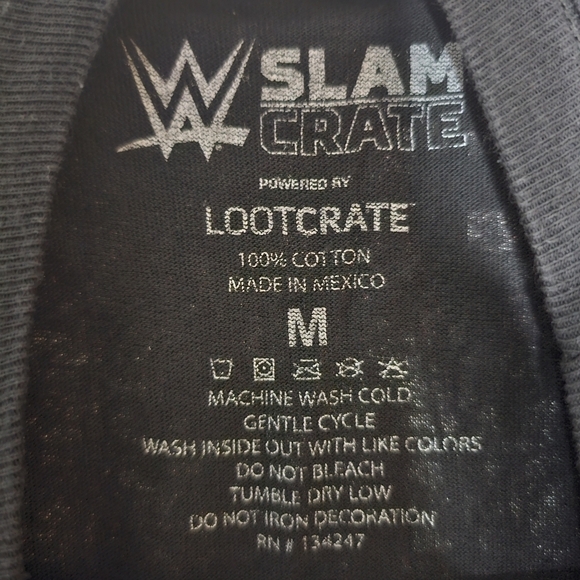 W SLAM
CRATE
POWERED BY
LOOTCRATE
100% COTTON
MADE IN MEXICO
M
MACHINE WASH COLD
GENTLE CYCLE
WASH INSIDE OUT WITH LIKE COLORS
DO NOT BLEACH
TUMBLE DRY LOW
DO NOT IRON DECORATION
RN # 134247